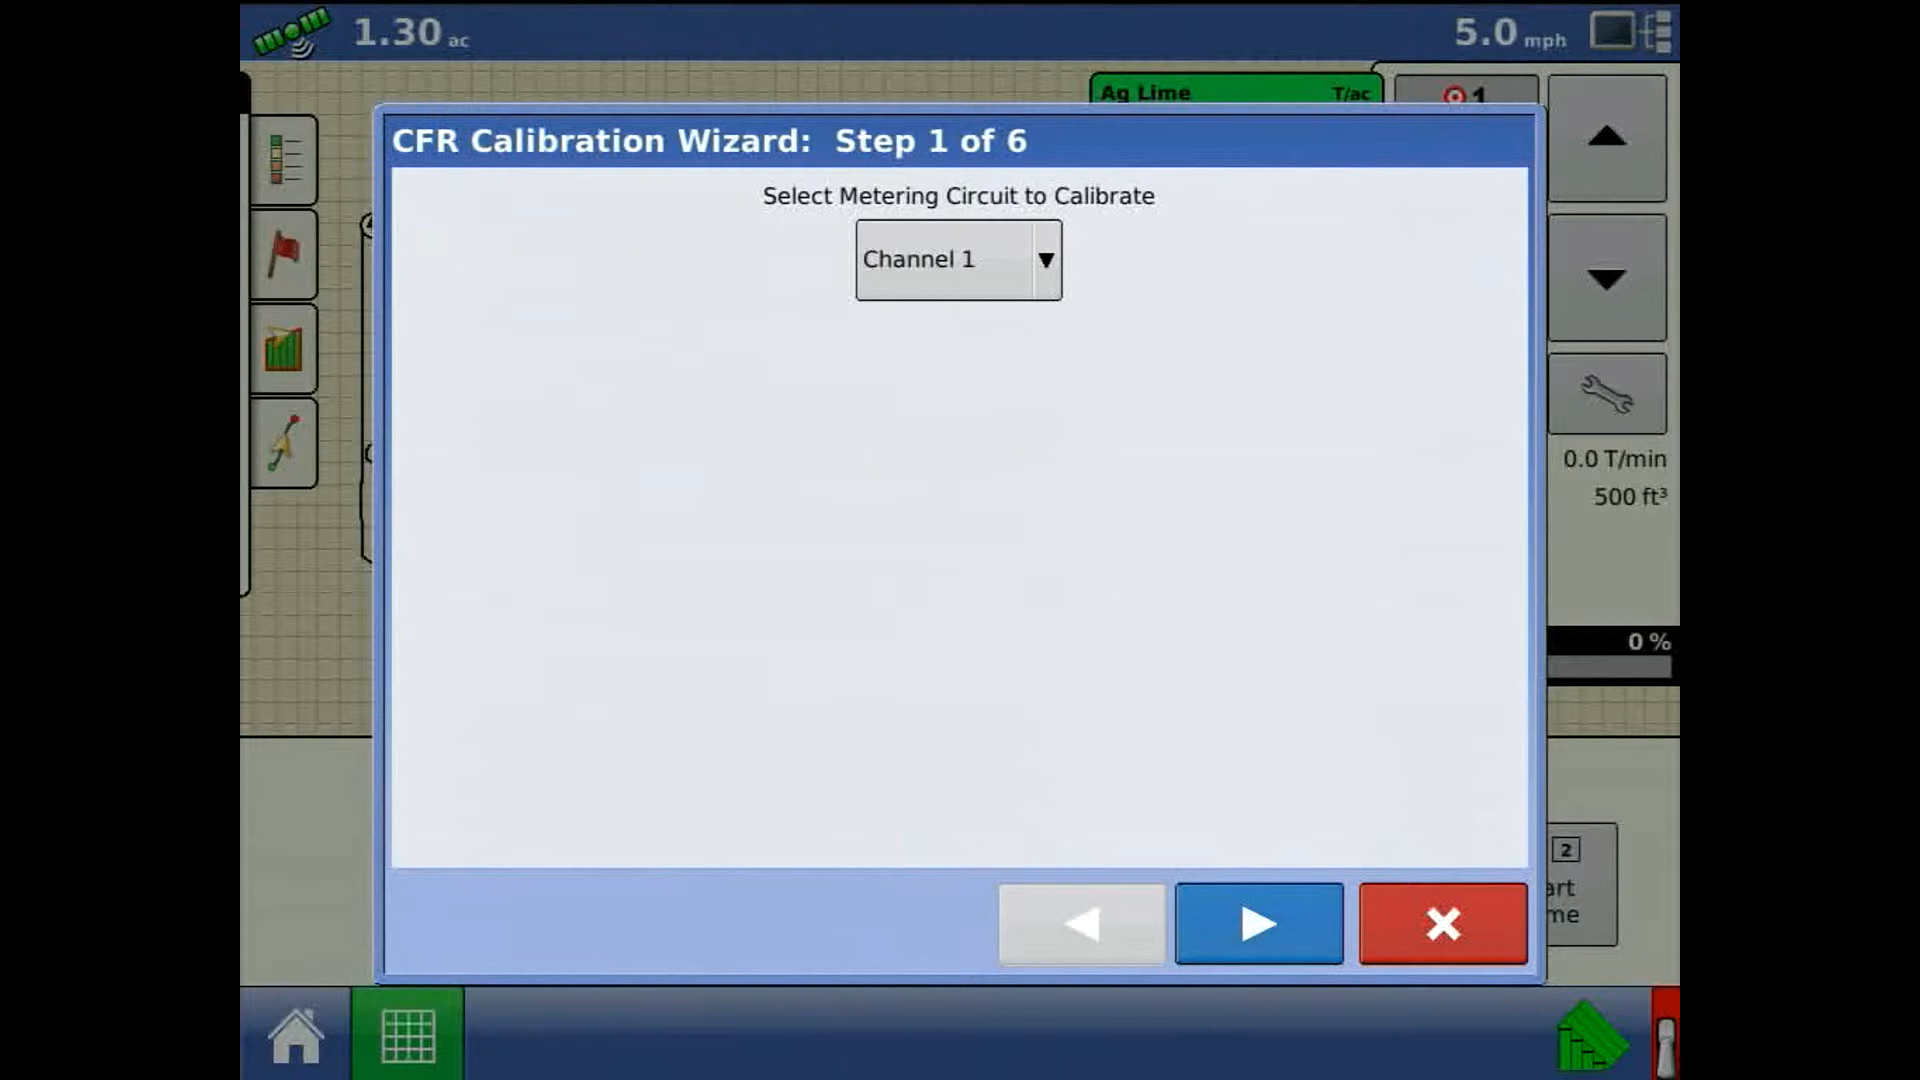 1.30 ac
5.0 mph
Ag Lime T/ac
1
CFR Calibration Wizard: Step 1 of 6
Select Metering Circuit to Calibrate
Channel 1
0.0 T/min
500 ft³
0 %
2
art
me